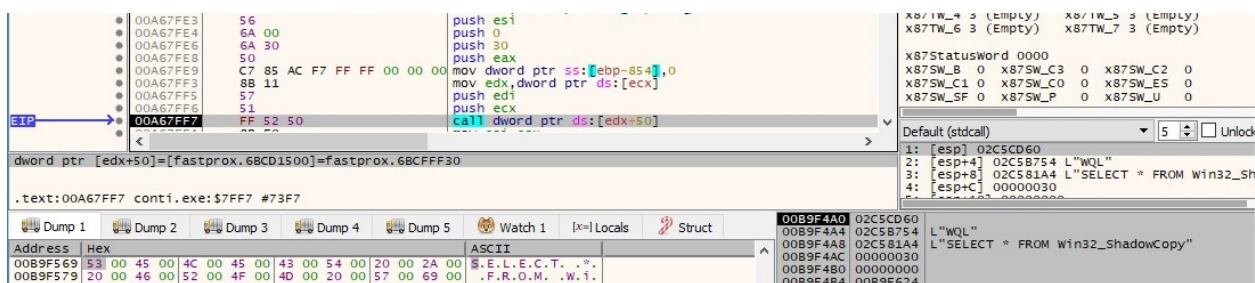 00A67FE3 56 push esi
00A67FE4 6A 00 push 0
00A67FE6 6A 30 push 30
00A67FE8 50 push eax
00A67FE9 C7 85 AC F7 FF FF 00 00 00 mov dword ptr ss:[ebp-854],0
00A67FF3 8B 11 mov edx,dword ptr ds:[ecx]
00A67FF5 57 push edi
00A67FF6 51 push ecx
EIP 00A67FF7 FF 52 50 call dword ptr ds:[edx+50]
x87TW_4 3 (Empty) x87TW_5 3 (Empty)
x87TW_6 3 (Empty) x87TW_7 3 (Empty)
x87StatusWord 0000
x87SW_B 0 x87SW_C3 0 x87SW_C2 0
x87SW_C1 0 x87SW_C0 0 x87SW_ES 0
x87SW_SF 0 x87SW_P 0 x87SW_U 0
Default (stdcall) 5 Unlock
1: [esp] 02C5CD60
2: [esp+4] 02C5B754 L"WQL"
3: [esp+8] 02C581A4 L"SELECT * FROM Win32_Sh
4: [esp+C] 00000030
dword ptr [edx+50]=[fastprox.6BCD1500]=fastprox.6BCFFF30
.text:00A67FF7 conti.exe:$7FF7 #73F7
Dump 1 Dump 2 Dump 3 Dump 4 Dump 5 Watch 1 [x=] Locals Struct
Address Hex ASCII
00B9F569 53 00 45 00 4C 00 45 00 43 00 54 00 20 00 2A 00 S.E.L.E.C.T. .*.
00B9F579 20 00 46 00 52 00 4F 00 4D 00 20 00 57 00 69 00 .F.R.O.M. .W.i.
00B9F4A0 02C5CD60
00B9F4A4 02C5B754 L"WQL"
00B9F4A8 02C581A4 L"SELECT * FROM Win32_ShadowCopy"
00B9F4AC 00000030
00B9F4B0 00000000
00B9F4B4 00B9F624